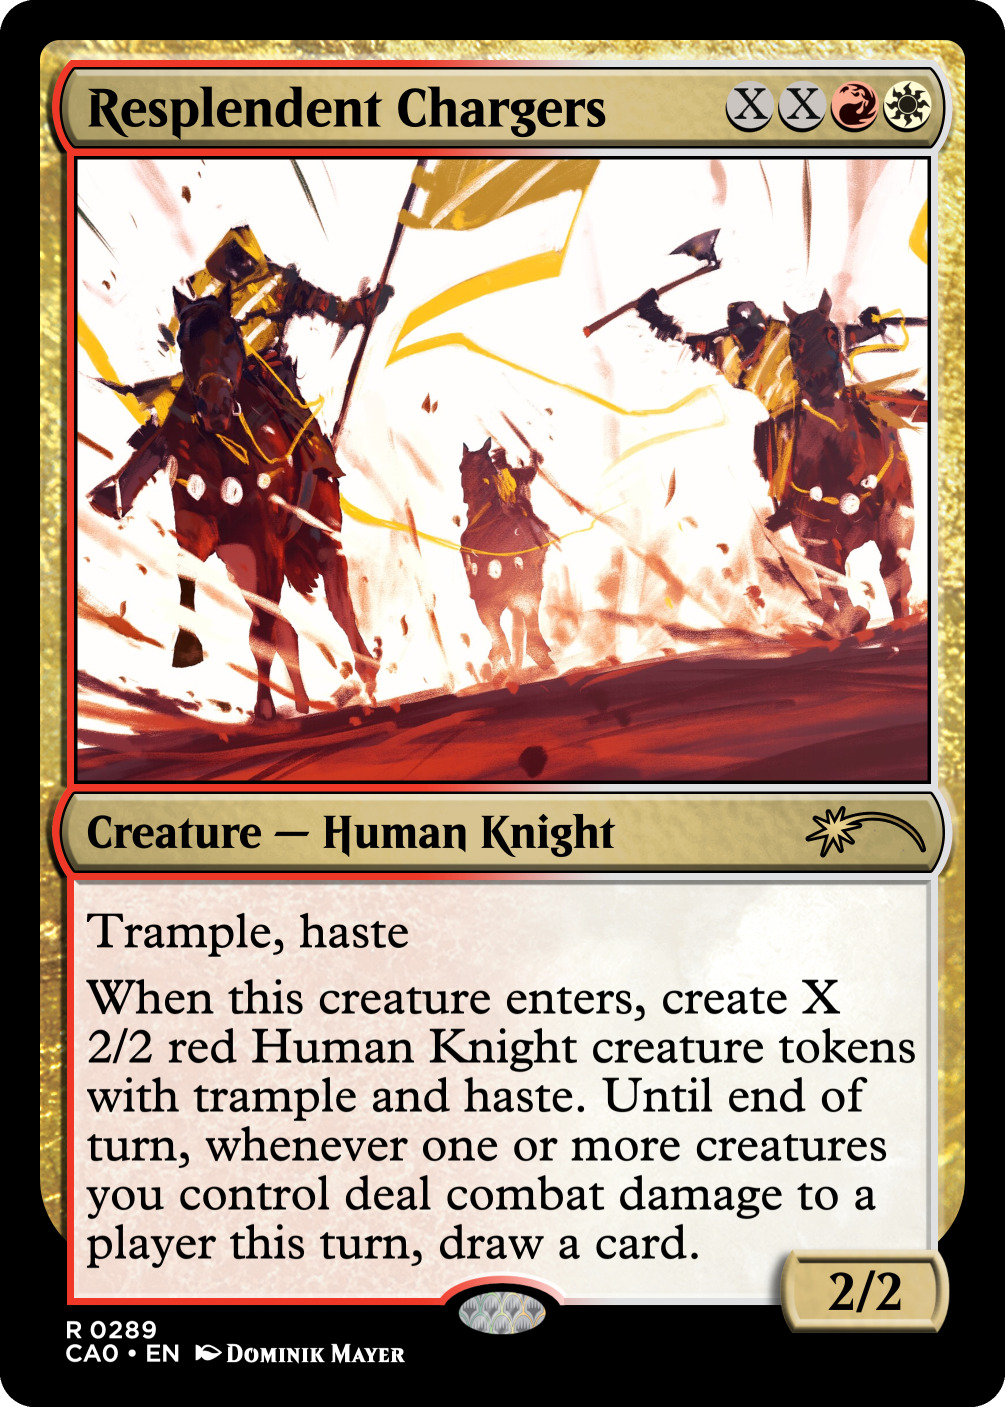 Resplendent Chargers X X
Creature — Human Knight
Trample, haste
When this creature enters, create X
2/2 red Human Knight creature tokens
with trample and haste. Until end of
turn, whenever one or more creatures
you control deal combat damage to a
player this turn, draw a card.
2/2
R 0289
CAO • EN DOMINIK MAYER